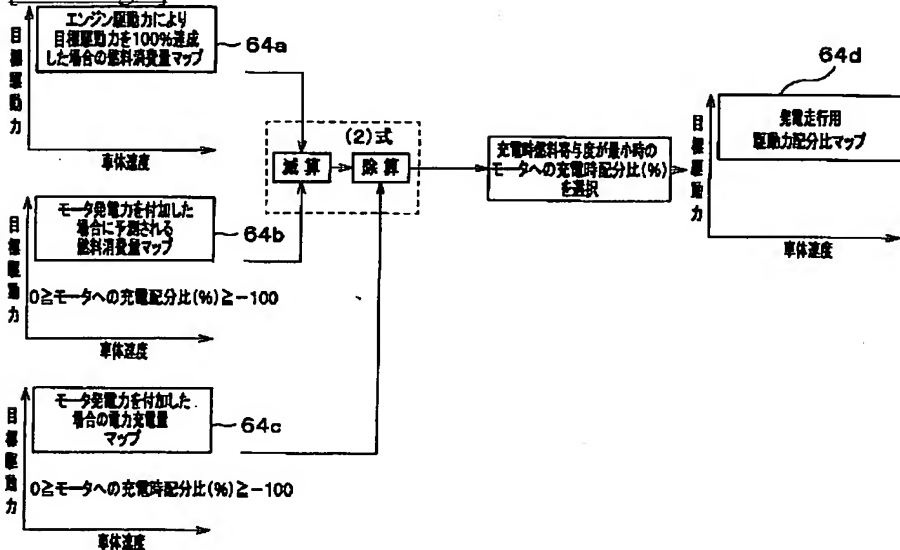 エンジン駆動力により
目標駆動力を100%達成
した場合の燃料消費量マップ
64a
目標駆動力
車体速度
モータ発電力を付加した
場合に予測される
燃料消費量マップ
64b
0≧モータへの充電配分比(%)≧-100
目標駆動力
車体速度
モータ発電力を付加した
場合の電力充電量
マップ
64c
0≧モータへの充電時配分比(%)≧-100
目標駆動力
車体速度
(2)式
減算
除算
充電時燃料寄与度が最小時の
モータへの充電時配分比(%)
を選択
64d
発電走行用
駆動力配分比マップ
目標駆動力
車体速度